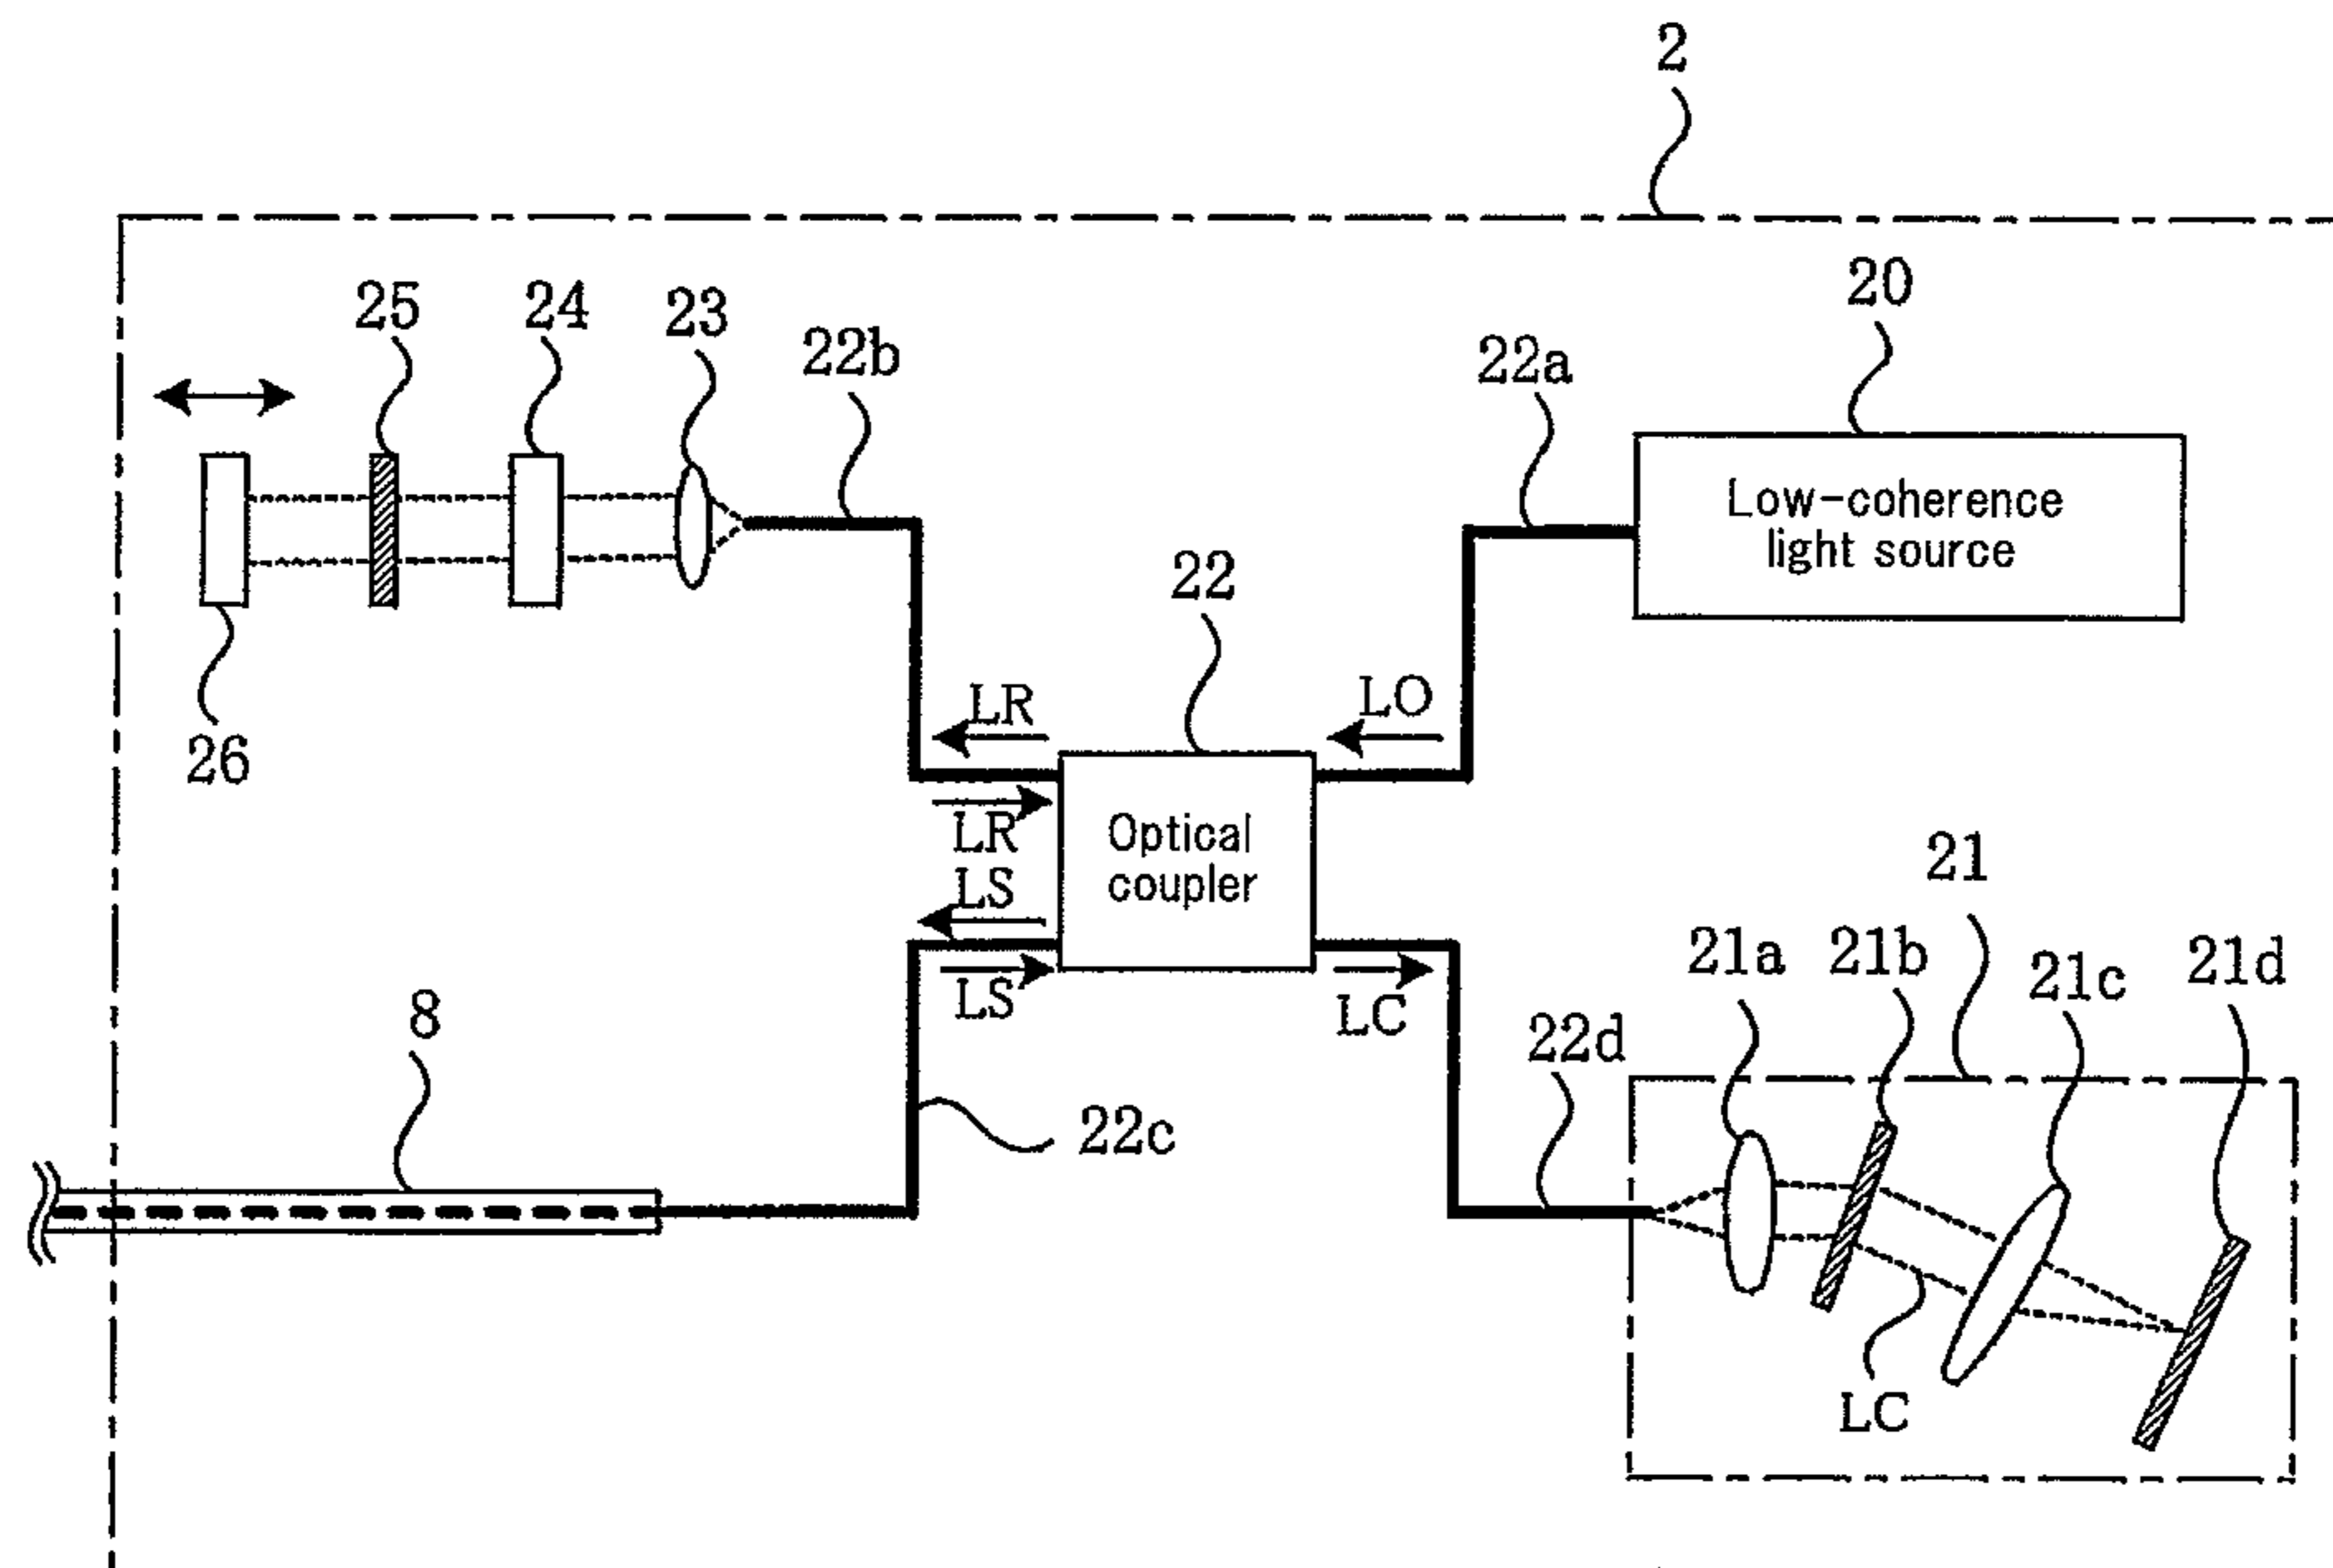 2
20
25
24
23
22b
22a
Low-coherence
light source
22
LR
LO
26
LR
Optical
coupler
LS
21
21a
21b
21c
21d
LS
LC
8
22d
22c
LC